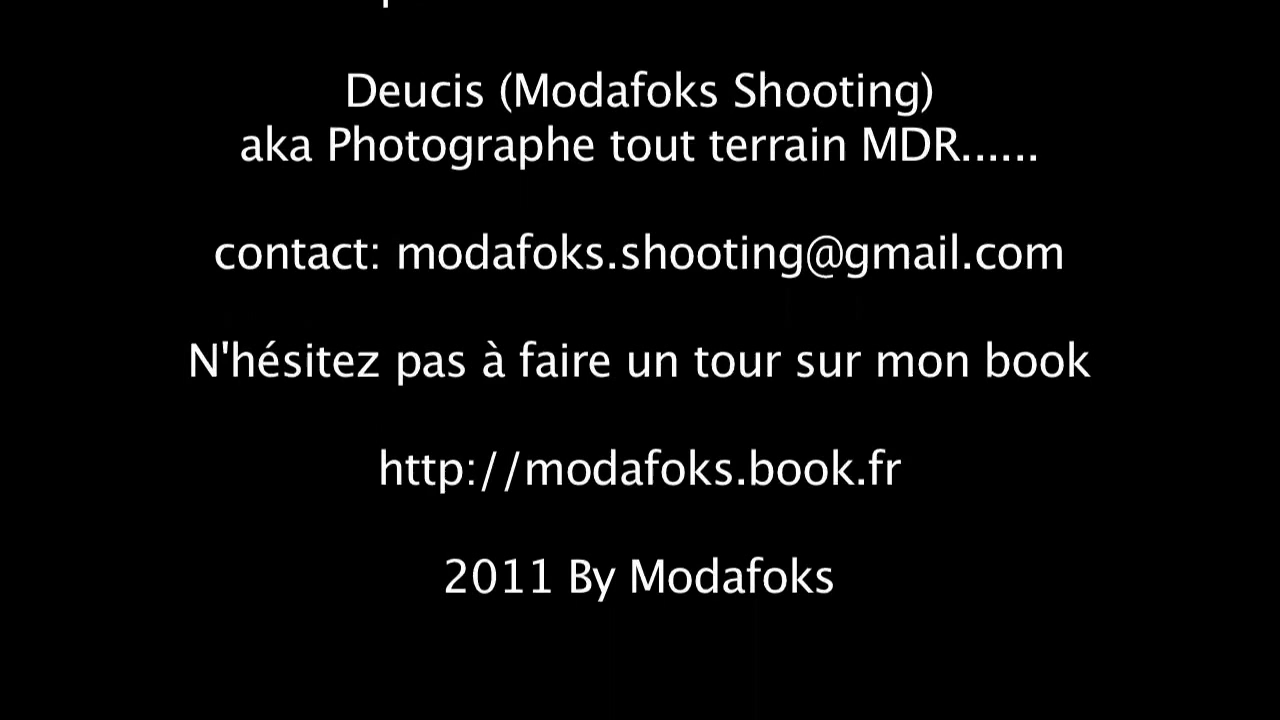 Deucis (Modafoks Shooting)
aka Photographe tout terrain MDR......
contact: modafoks.shooting@gmail.com
N'hésitez pas à faire un tour sur mon book
http://modafoks.book.fr
2011 By Modafoks